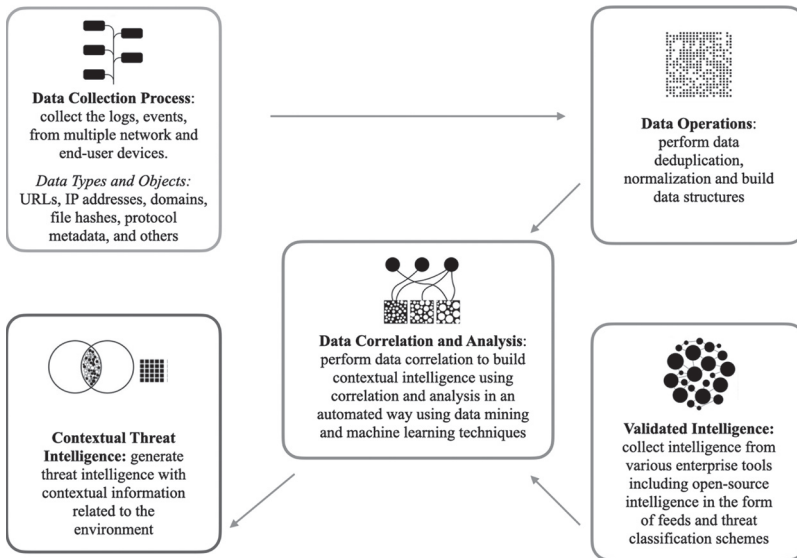 Data Collection Process:
collect the logs, events,
from multiple network and
end-user devices.
Data Types and Objects:
URLs, IP addresses, domains,
file hashes, protocol
metadata, and others
Data Operations:
perform data
deduplication,
normalization and build
data structures
Data Correlation and Analysis:
perform data correlation to build
contextual intelligence using
correlation and analysis in an
automated way using data mining
and machine learning techniques
Contextual Threat
Intelligence: generate
threat intelligence with
contextual information
related to the
environment
Validated Intelligence:
collect intelligence from
various enterprise tools
including open-source
intelligence in the form
of feeds and threat
classification schemes